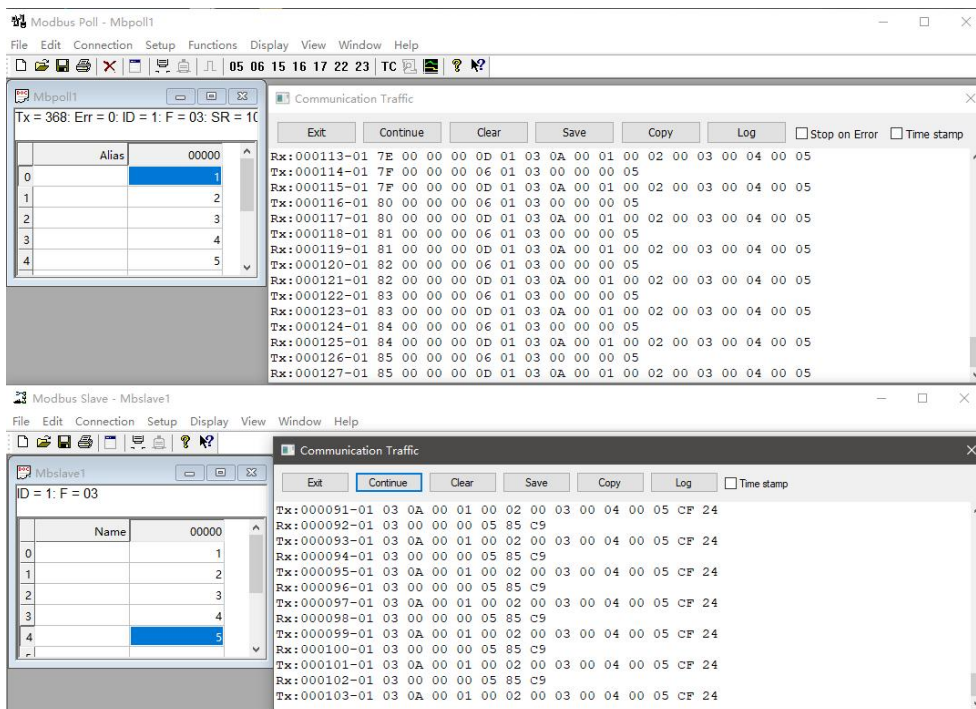 Modbus Poll - Mbpoll1
File Edit Connection Setup Functions Display View Window Help
05 06 15 16 17 22 23 TC
Mbpoll1
Tx = 368: Err = 0: ID = 1: F = 03: SR = 10
Alias 00000
0 1
1 2
2 3
3 4
4 5
Communication Traffic
Exit Continue Clear Save Copy Log Stop on Error Time stamp
Rx:000113-01 7E 00 00 00 0D 01 03 0A 00 01 00 02 00 03 00 04 00 05
Tx:000114-01 7F 00 00 00 06 01 03 00 00 00 05
Rx:000115-01 7F 00 00 00 0D 01 03 0A 00 01 00 02 00 03 00 04 00 05
Tx:000116-01 80 00 00 00 06 01 03 00 00 00 05
Rx:000117-01 80 00 00 00 0D 01 03 0A 00 01 00 02 00 03 00 04 00 05
Tx:000118-01 81 00 00 00 06 01 03 00 00 00 05
Rx:000119-01 81 00 00 00 0D 01 03 0A 00 01 00 02 00 03 00 04 00 05
Tx:000120-01 82 00 00 00 06 01 03 00 00 00 05
Rx:000121-01 82 00 00 00 0D 01 03 0A 00 01 00 02 00 03 00 04 00 05
Tx:000122-01 83 00 00 00 06 01 03 00 00 00 05
Rx:000123-01 83 00 00 00 0D 01 03 0A 00 01 00 02 00 03 00 04 00 05
Tx:000124-01 84 00 00 00 06 01 03 00 00 00 05
Rx:000125-01 84 00 00 00 0D 01 03 0A 00 01 00 02 00 03 00 04 00 05
Tx:000126-01 85 00 00 00 06 01 03 00 00 00 05
Rx:000127-01 85 00 00 00 0D 01 03 0A 00 01 00 02 00 03 00 04 00 05
Modbus Slave - Mbslave1
File Edit Connection Setup Display View Window Help
Mbslave1
ID = 1: F = 03
Name 00000
0 1
1 2
2 3
3 4
4 5
Communication Traffic
Exit Continue Clear Save Copy Log Time stamp
Tx:000091-01 03 0A 00 01 00 02 00 03 00 04 00 05 CF 24
Rx:000092-01 03 00 00 00 05 85 C9
Tx:000093-01 03 0A 00 01 00 02 00 03 00 04 00 05 CF 24
Rx:000094-01 03 00 00 00 05 85 C9
Tx:000095-01 03 0A 00 01 00 02 00 03 00 04 00 05 CF 24
Rx:000096-01 03 00 00 00 05 85 C9
Tx:000097-01 03 0A 00 01 00 02 00 03 00 04 00 05 CF 24
Rx:000098-01 03 00 00 00 05 85 C9
Tx:000099-01 03 0A 00 01 00 02 00 03 00 04 00 05 CF 24
Rx:000100-01 03 00 00 00 05 85 C9
Tx:000101-01 03 0A 00 01 00 02 00 03 00 04 00 05 CF 24
Rx:000102-01 03 00 00 00 05 85 C9
Tx:000103-01 03 0A 00 01 00 02 00 03 00 04 00 05 CF 24